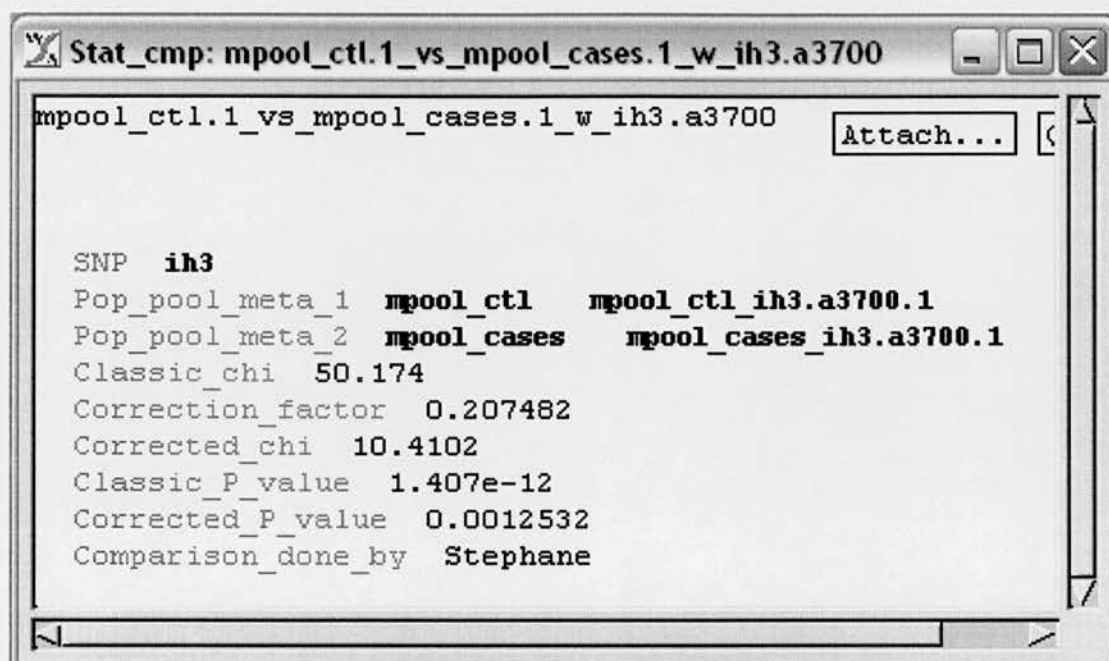 Stat_cmp: mpool_ctl.1_vs_mpool_cases.1_w_ih3.a3700
mpool_ctl.1_vs_mpool_cases.1_w_ih3.a3700 Attach...
SNP ih3
Pop_pool_meta_1 mpool_ctl mpool_ctl_ih3.a3700.1
Pop_pool_meta_2 mpool_cases mpool_cases_ih3.a3700.1
Classic_chi 50.174
Correction_factor 0.207482
Corrected_chi 10.4102
Classic_P_value 1.407e-12
Corrected_P_value 0.0012532
Comparison_done_by Stephane